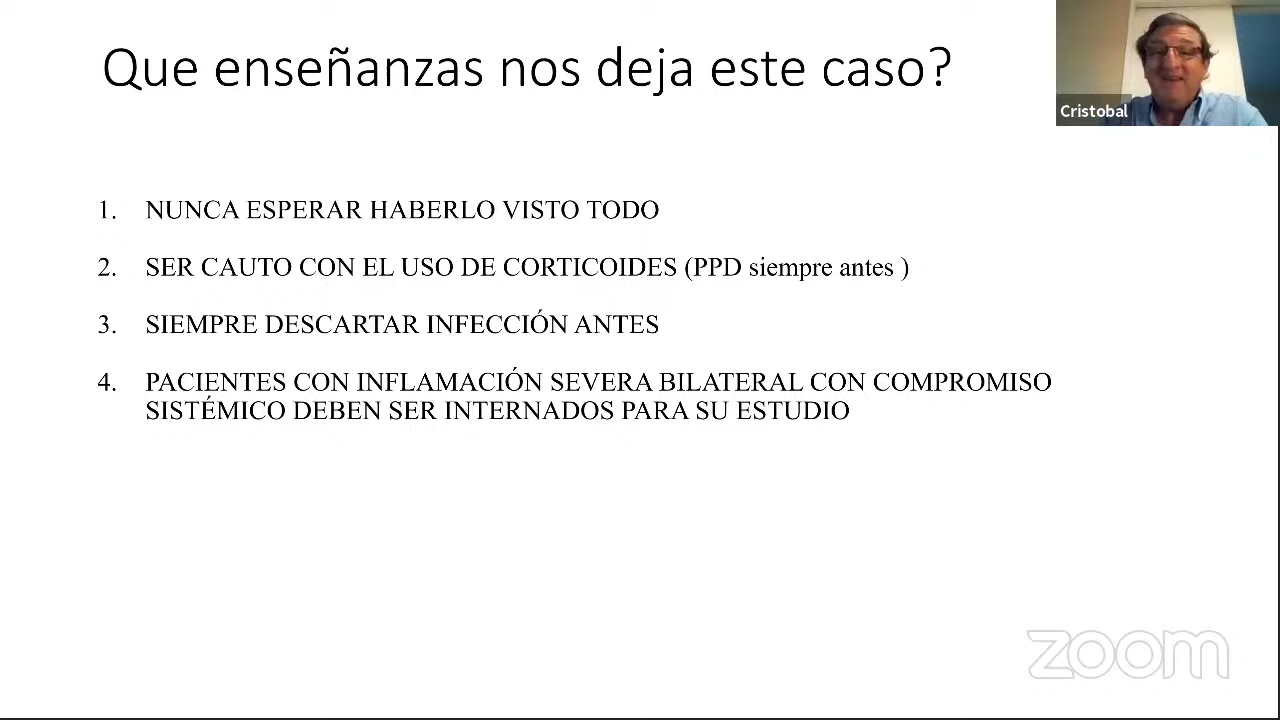 Que enseñanzas nos deja este caso?
Cristobal
1. NUNCA ESPERAR HABERLO VISTO TODO
2. SER CAUTO CON EL USO DE CORTICOIDES (PPD siempre antes )
3. SIEMPRE DESCARTAR INFECCIÓN ANTES
4. PACIENTES CON INFLAMACIÓN SEVERA BILATERAL CON COMPROMISO
SISTÉMICO DEBEN SER INTERNADOS PARA SU ESTUDIO
zoom